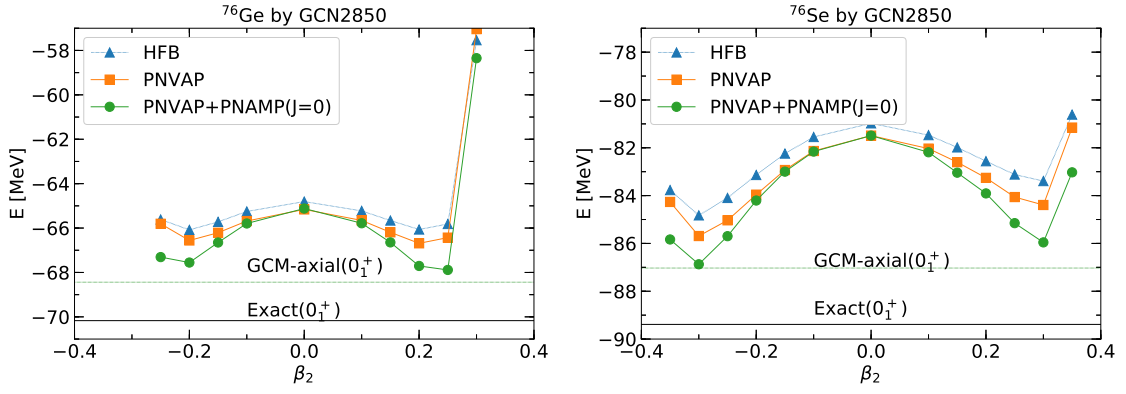 ⁷⁶Ge by GCN2850
E [MeV]
−58
−60
−62
−64
−66
−68
−70
HFB
PNVAP
PNVAP+PNAMP(J=0)
GCM-axial(0₁⁺)
Exact(0₁⁺)
−0.4
−0.2
0.0
0.2
0.4
β₂
⁷⁶Se by GCN2850
E [MeV]
−78
−80
−82
−84
−86
−88
−90
HFB
PNVAP
PNVAP+PNAMP(J=0)
GCM-axial(0₁⁺)
Exact(0₁⁺)
−0.4
−0.2
0.0
0.2
0.4
β₂